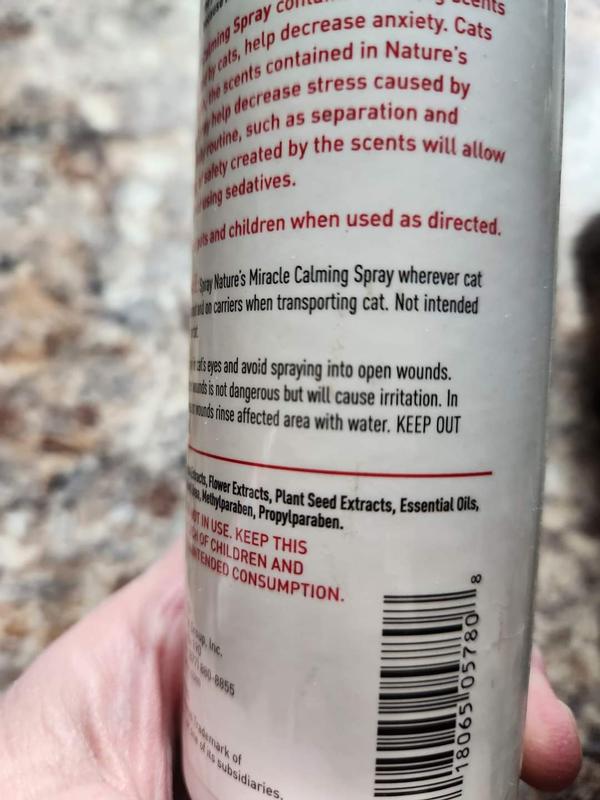 Calming Spray
by cats, help decrease anxiety. Cats
the scents contained in Nature's
help decrease stress caused by
routine, such as separation and
safety created by the scents will allow
using sedatives.
pets and children when used as directed.
Spray Nature's Miracle Calming Spray wherever cat
and on carriers when transporting cat. Not intended
cat.
cat's eyes and avoid spraying into open wounds.
wounds is not dangerous but will cause irritation. In
wounds rinse affected area with water. KEEP OUT
Extracts, Flower Extracts, Plant Seed Extracts, Essential Oils,
Methylparaben, Propylparaben.
NOT IN USE. KEEP THIS
OF CHILDREN AND
CONSUMPTION.
Group, Inc.
880-8855
Trademark of
of its subsidiaries.
18065 05780 8